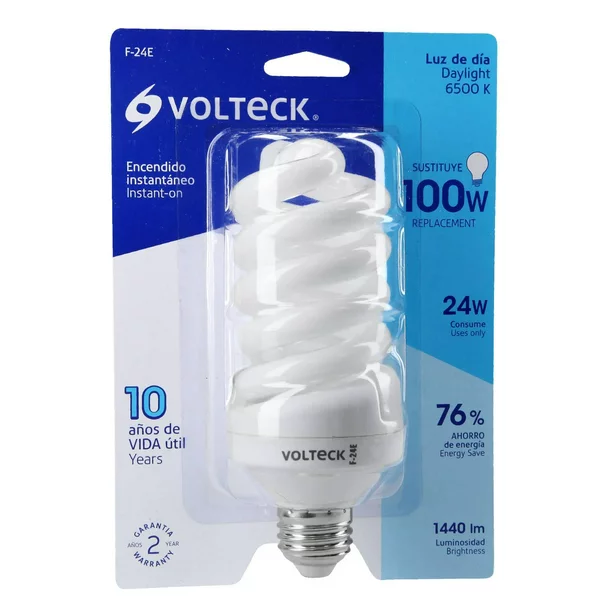 F-24E
VOLTECK®
Encendido
instantáneo
Instant-on
10
años de
VIDA útil
Years
GARANTÍA
AÑOS 2 YEAR
WARRANTY
Luz de día
Daylight
6500 K
SUSTITUYE
100W
REPLACEMENT
24W
Consume
Uses only
76%
AHORRO
de energía
Energy Save
1440 lm
Luminosidad
Brightness
VOLTECK
F-24E